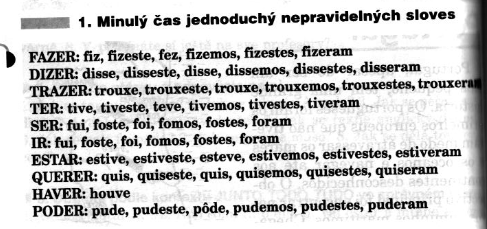 1. Minulý čas jednoduchý nepravidelných sloves
FAZER: fiz, fizeste, fez, fizemos, fizestes, fizeram
DIZER: disse, disseste, disse, dissemos, dissestes, disseram
TRAZER: trouxe, trouxeste, trouxe, trouxemos, trouxestes, trouxeram
TER: tive, tiveste, teve, tivemos, tivestes, tiveram
SER: fui, foste, foi, fomos, fostes, foram
IR: fui, foste, foi, fomos, fostes, foram
ESTAR: estive, estiveste, esteve, estivemos, estivestes, estiveram
QUERER: quis, quiseste, quis, quisemos, quisestes, quiseram
HAVER: houve
PODER: pude, pudeste, pôde, pudemos, pudestes, puderam